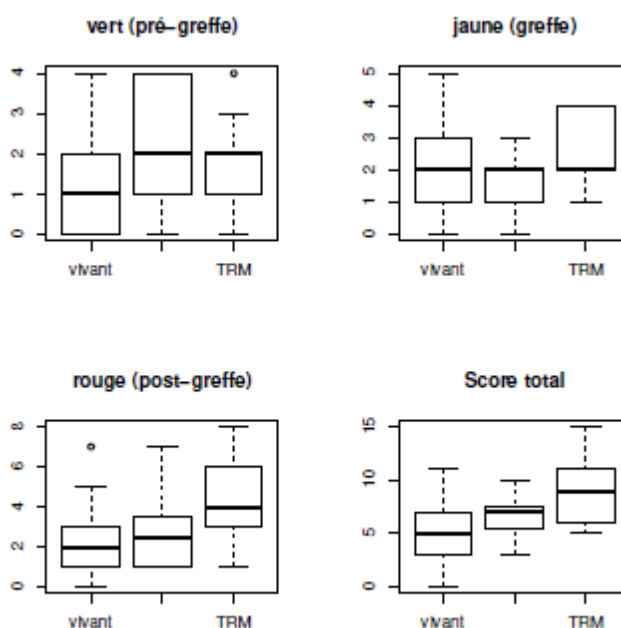 vert (pré–greffe)
4
3
2
1
0
vivant
TRM
jaune (greffe)
5
4
3
2
1
0
vivant
TRM
rouge (post–greffe)
8
6
4
2
0
vivant
TRM
Score total
15
10
5
0
vivant
TRM